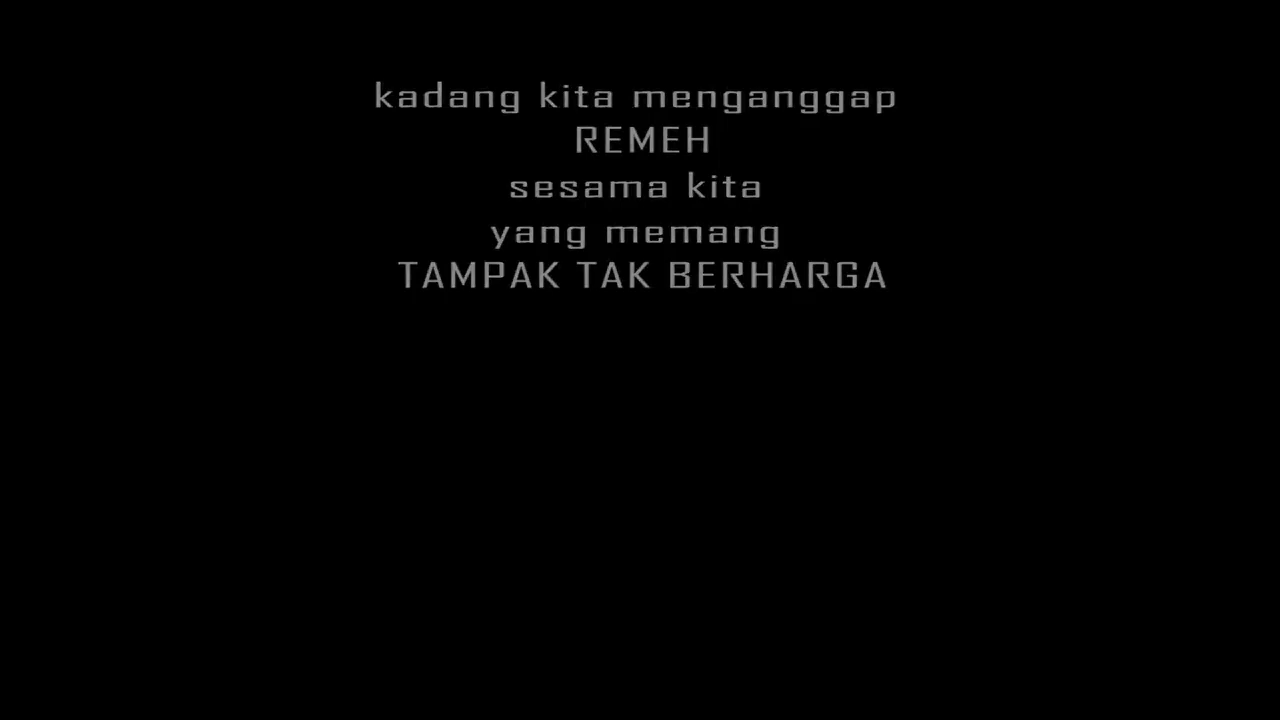 kadang kita menganggap
REMEH
sesama kita
yang memang
TAMPAK TAK BERHARGA